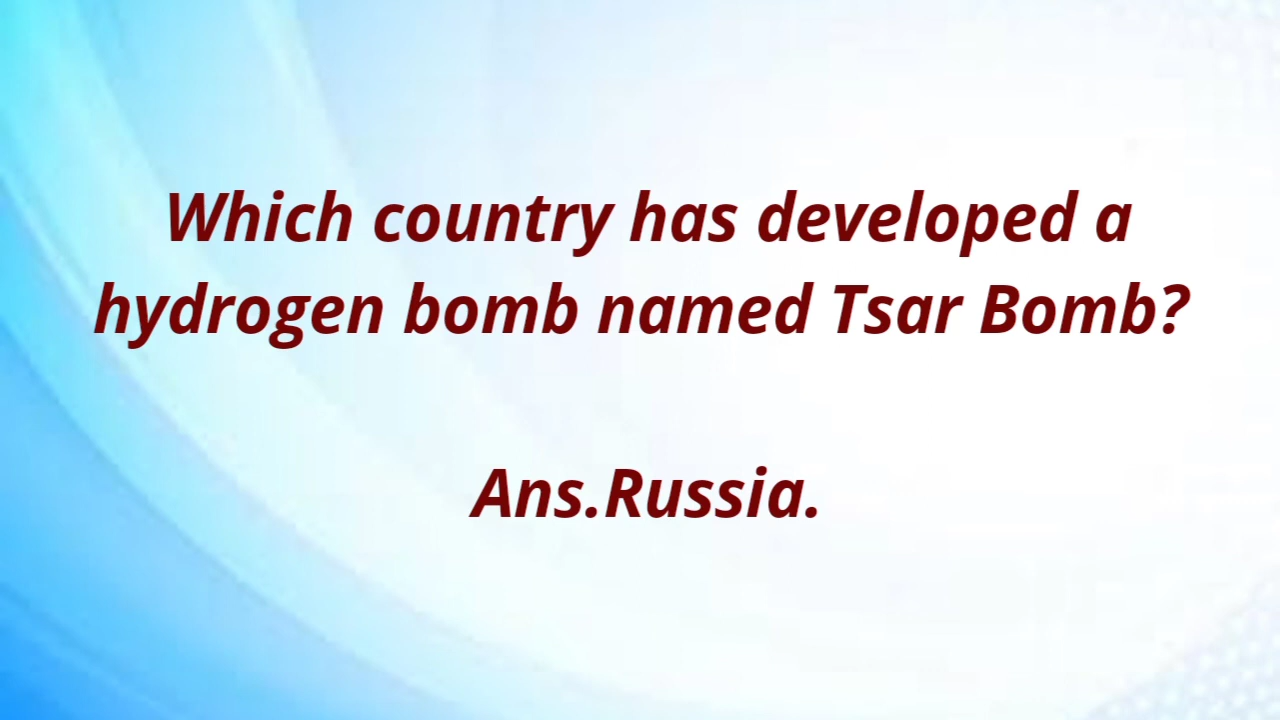 Which country has developed a
hydrogen bomb named Tsar Bomb?
Ans.Russia.